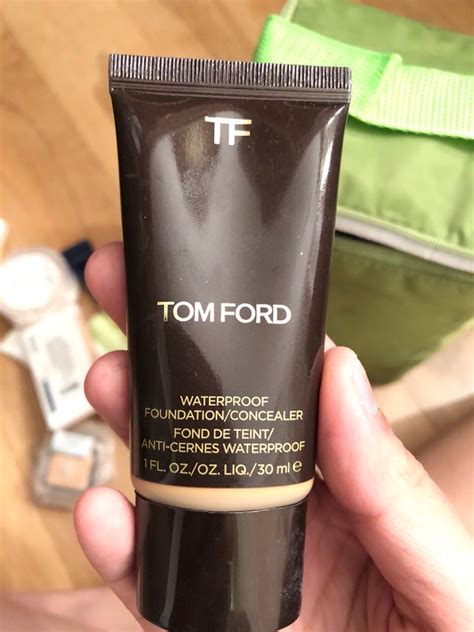 TF
TOM FORD
WATERPROOF
FOUNDATION/CONCEALER
FOND DE TEINT/
ANTI-CERNES WATERPROOF
1 FL. OZ./OZ. LIQ./30 ml e